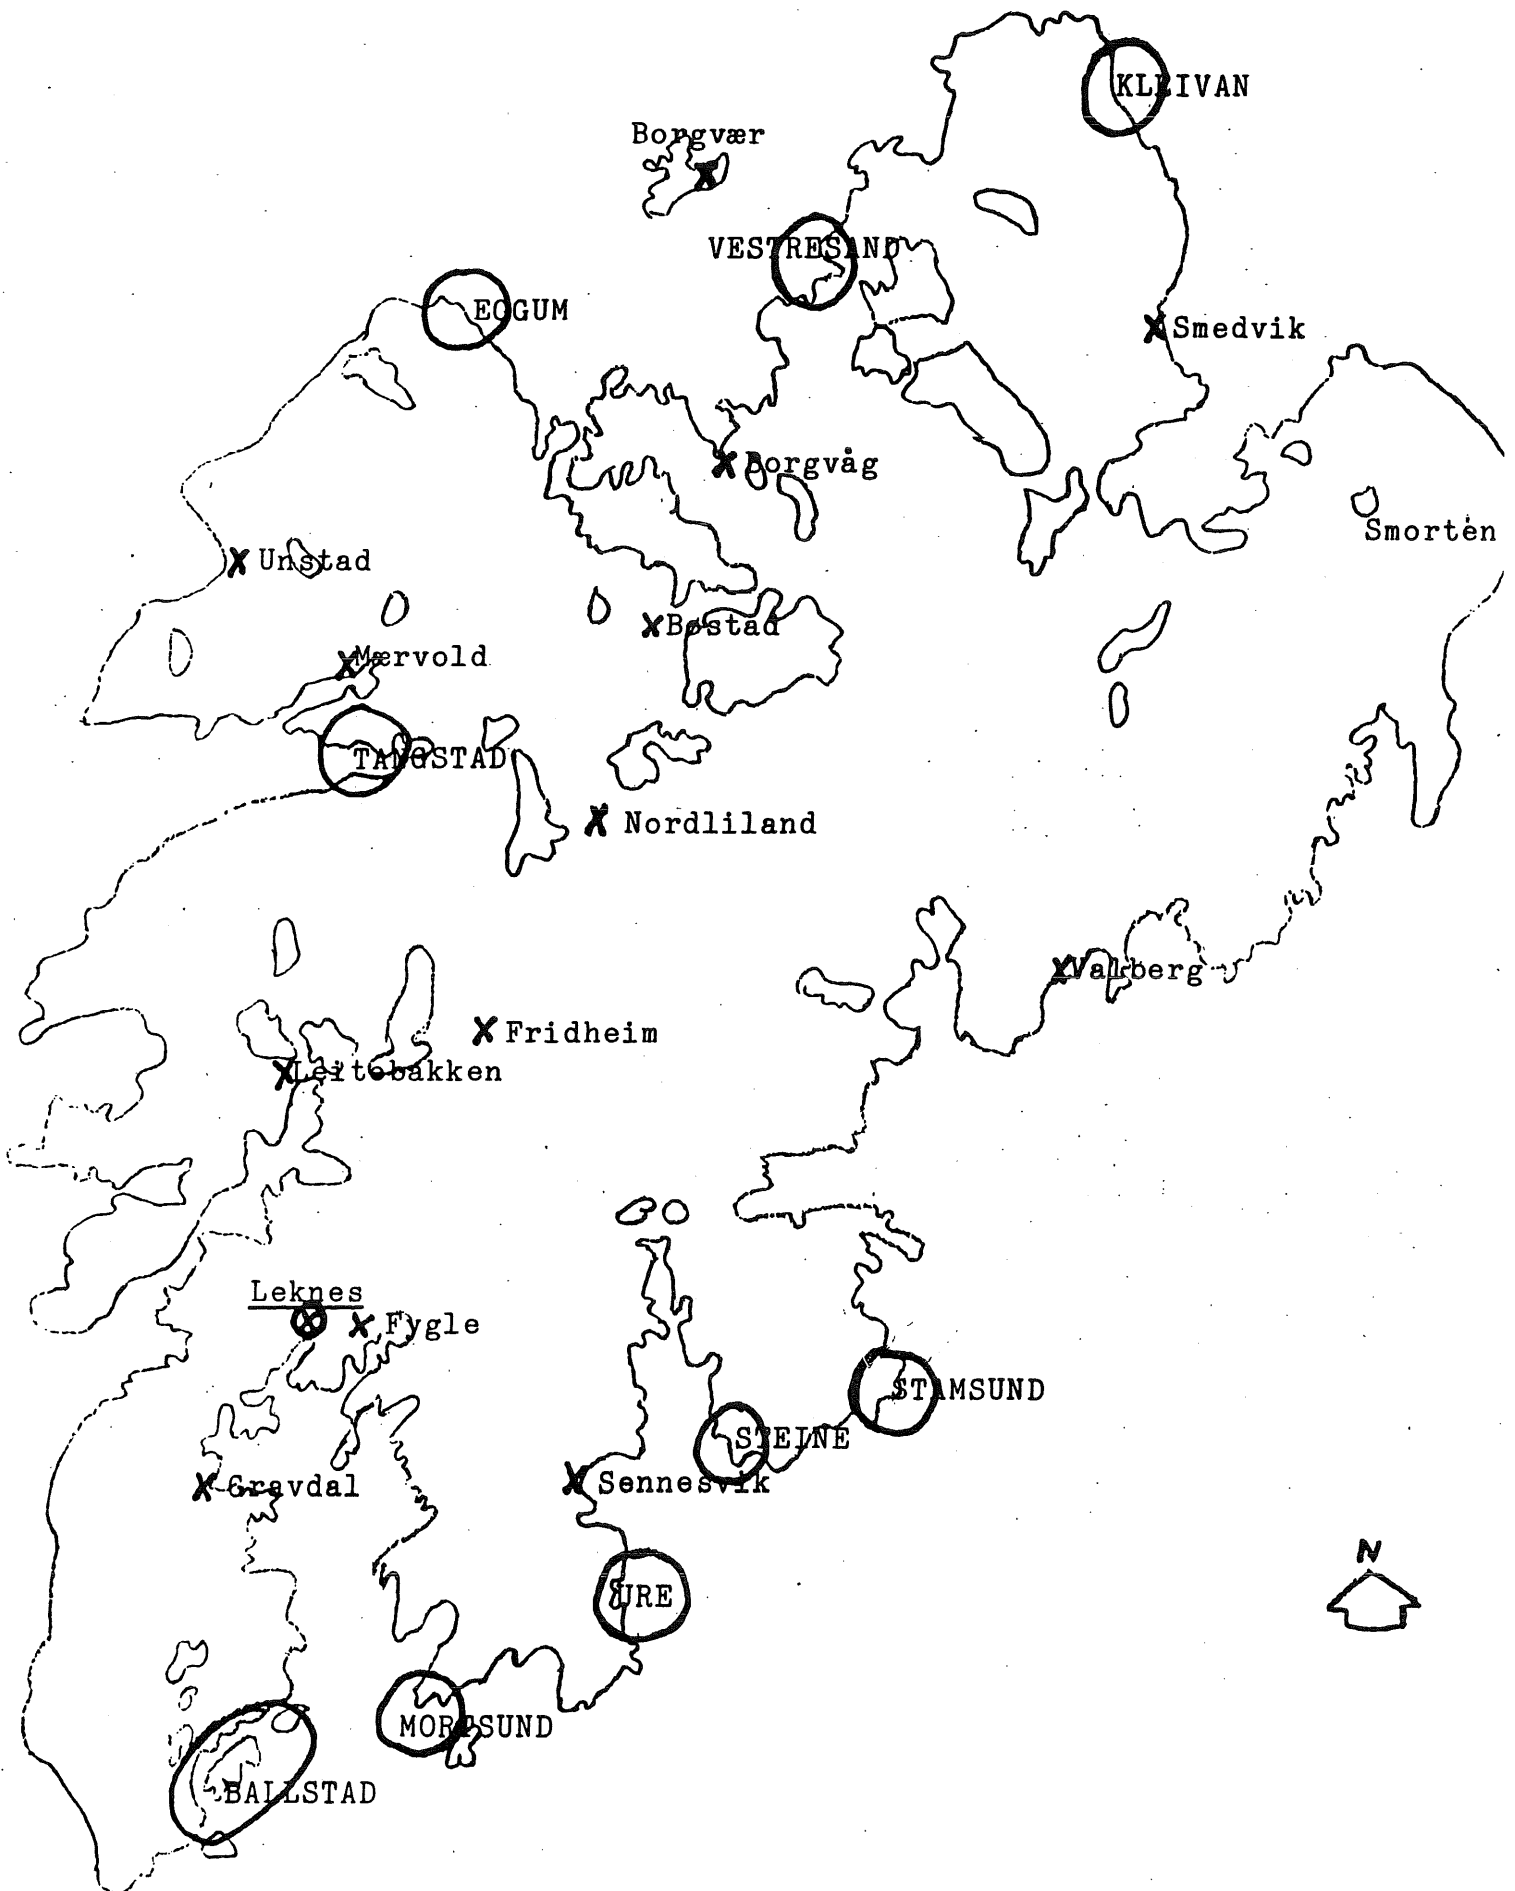 KLEIVAN
Borgvær
VESTRESAND
EGGUM
Smedvik
Borgvåg
Smorten
Unstad
Bøstad
Mærvold
TANGSTAD
Nordliland
Valberg
Fridheim
Leitebakken
Leknes
Fygle
STAMSUND
STEINE
Sennesvik
Gravdal
N
URE
MORTSUND
BALLSTAD